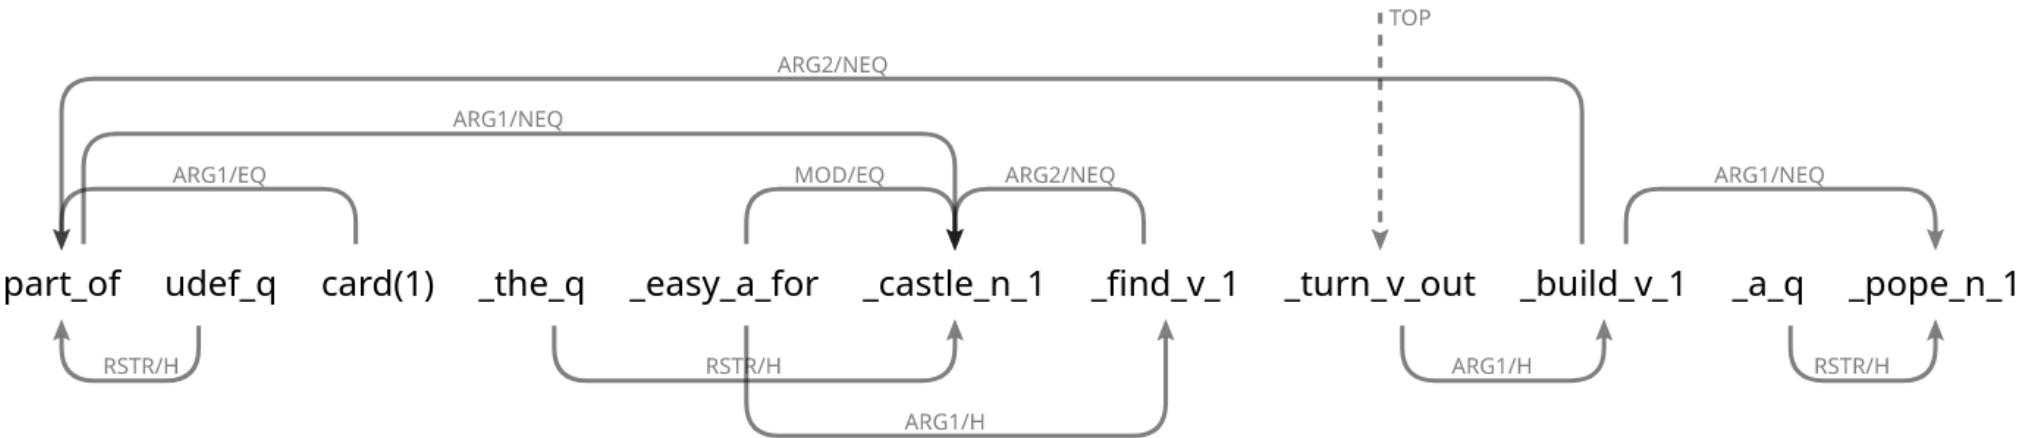 TOP
ARG2/NEQ
ARG1/NEQ
ARG1/EQ MOD/EQ ARG2/NEQ ARG1/NEQ
part_of udef_q card(1) _the_q _easy_a_for _castle_n_1 _find_v_1 _turn_v_out _build_v_1 _a_q _pope_n_1
RSTR/H RSTR/H ARG1/H RSTR/H
ARG1/H